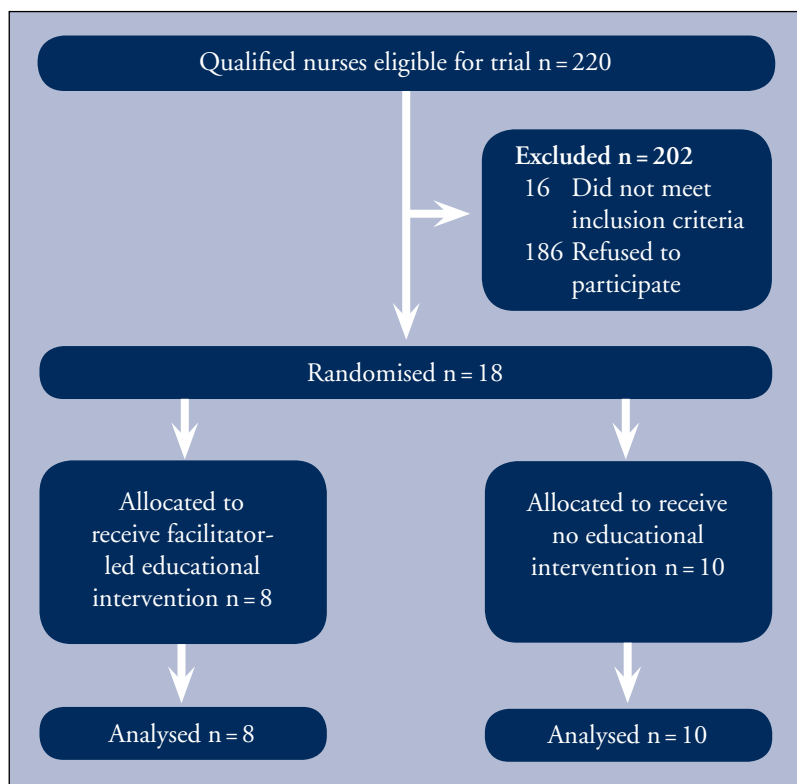 Qualified nurses eligible for trial n = 220
Excluded n = 202
16 Did not meet
inclusion criteria
186 Refused to
participate
Randomised n = 18
Allocated to
receive facilitator-
led educational
intervention n = 8
Allocated to receive
no educational
intervention n = 10
Analysed n = 8
Analysed n = 10